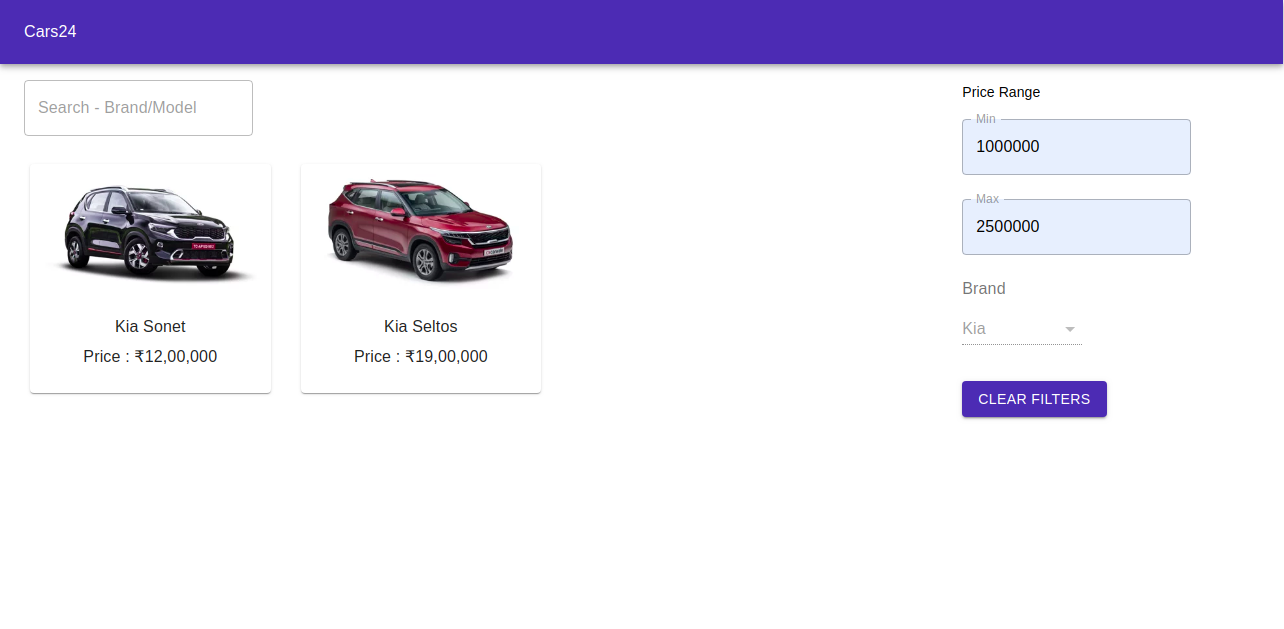 Cars24
Search - Brand/Model
Price Range
Min
1000000
Max
2500000
Brand
Kia
CLEAR FILTERS
Kia Sonet
Price : ₹12,00,000
Kia Seltos
Price : ₹19,00,000